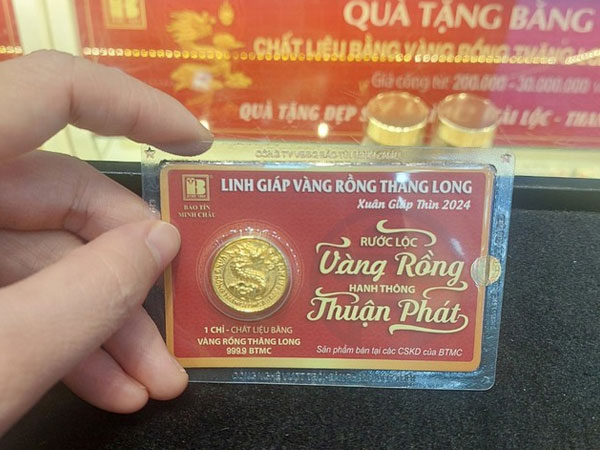 QUÀ TẶNG BẰNG
CHẤT LIỆU BẰNG VÀNG RỒNG THĂNG
Giá công từ 200.000 - 30.000.000
QUÀ TẶNG ĐẸP
LỘC - THA
BẢO TÍN
MINH CHÂU
LINH GIÁP VÀNG RỒNG THĂNG LONG
Xuân Giáp Thìn 2024
RƯỚC LỘC
Vàng Rồng
HANH THÔNG
Thuận Phát
1 CHỈ - CHẤT LIỆU BẰNG
VÀNG RỒNG THĂNG LONG
999.9 BTMC
Sản phẩm bán tại các CSKD của BTMC